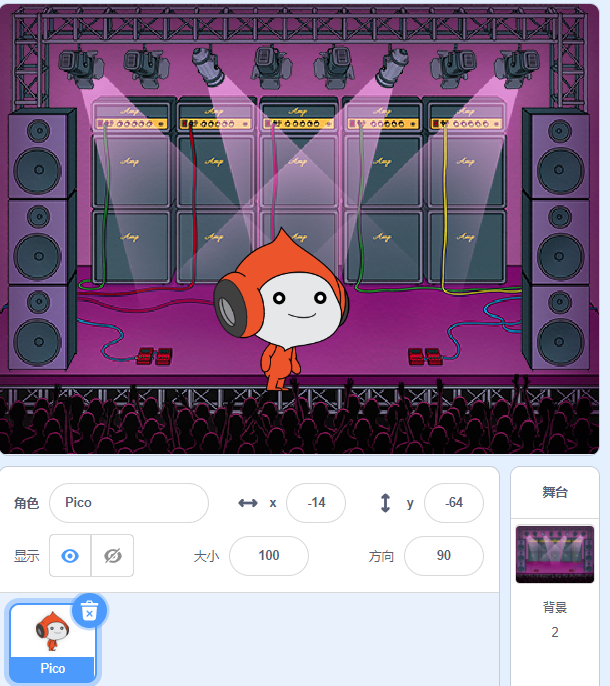 Amp Amp Amp Amp Amp
Amp Amp Amp Amp Amp
Amp Amp Amp Amp Amp
角色 Pico x -14 y -64 舞台
显示 大小 100 方向 90
背景
2
Pico